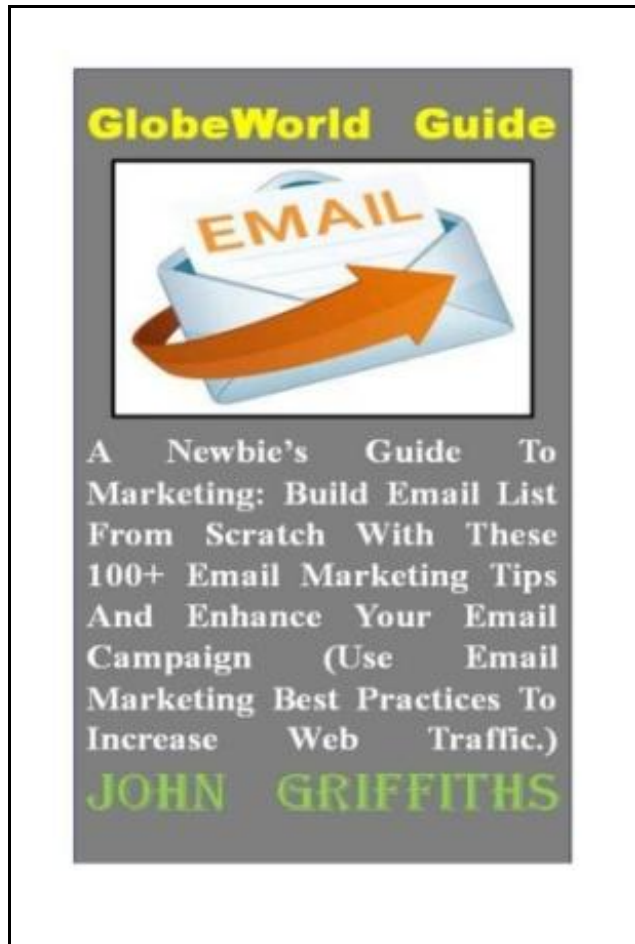 GlobeWorld Guide
EMAIL
A Newbie's Guide To
Marketing: Build Email List
From Scratch With These
100+ Email Marketing Tips
And Enhance Your Email
Campaign (Use Email
Marketing Best Practices To
Increase Web Traffic.)
JOHN GRIFFITHS